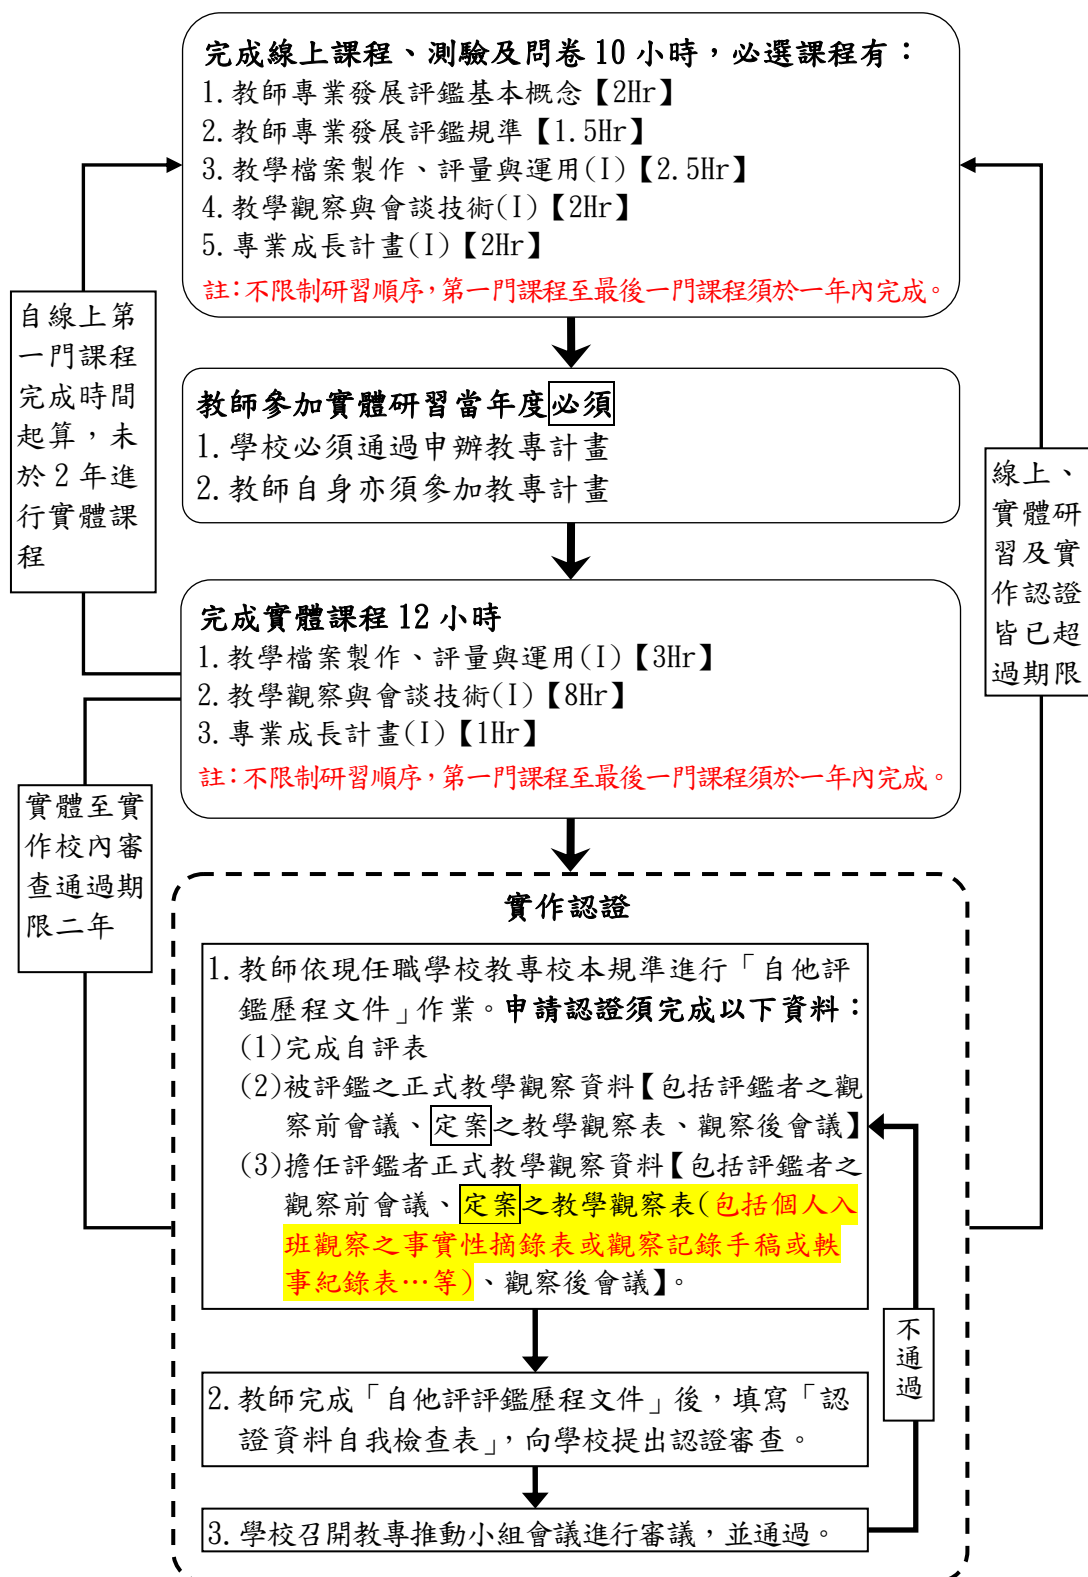 完成線上課程、測驗及問卷 10 小時，必選課程有：
1. 教師專業發展評鑑基本概念【2Hr】
2. 教師專業發展評鑑規準【1.5Hr】
3. 教學檔案製作、評量與運用(I)【2.5Hr】
4. 教學觀察與會談技術(I)【2Hr】
5. 專業成長計畫(I)【2Hr】
註：不限制研習順序，第一門課程至最後一門課程須於一年內完成。
自線上第
一門課程
完成時間
起算，未
於 2 年進
行實體課
程
教師參加實體研習當年度必須
1. 學校必須通過申辦教專計畫
2. 教師自身亦須參加教專計畫
線上、
實體研
習及實
作認證
皆已超
過期限
完成實體課程 12 小時
1. 教學檔案製作、評量與運用(I)【3Hr】
2. 教學觀察與會談技術(I)【8Hr】
3. 專業成長計畫(I)【1Hr】
註：不限制研習順序，第一門課程至最後一門課程須於一年內完成。
實體至實
作校內審
查通過期
限二年
實作認證
1. 教師依現任職學校教專校本規準進行「自他評
鑑歷程文件」作業。申請認證須完成以下資料：
(1)完成自評表
(2)被評鑑之正式教學觀察資料【包括評鑑者之觀
察前會議、定案之教學觀察表、觀察後會議】
(3)擔任評鑑者正式教學觀察資料【包括評鑑者之
觀察前會議、定案之教學觀察表(包括個人入
班觀察之事實性摘錄表或觀察記錄手稿或軼
事紀錄表…等)、觀察後會議】。
不
通
過
2. 教師完成「自他評評鑑歷程文件」後，填寫「認
證資料自我檢查表」，向學校提出認證審查。
3. 學校召開教專推動小組會議進行審議，並通過。